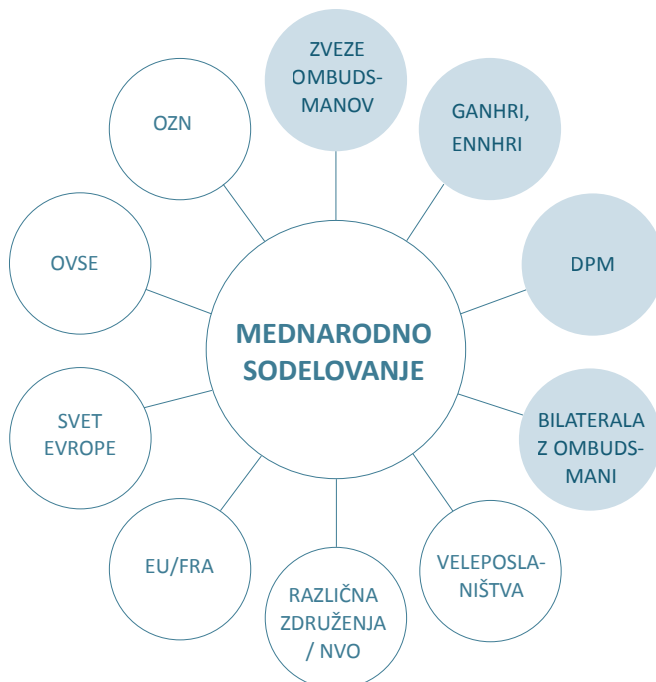 ZVEZE
OMBUDS-
MANOV
GANHRI,
ENNHRI
DPM
BILATERALA
Z OMBUDS-
MANI
VELEPOSLA-
NIŠTVA
RAZLIČNA
ZDRUŽENJA
/ NVO
EU/FRA
SVET
EVROPE
OVSE
OZN
MEDNARODNO
SODELOVANJE